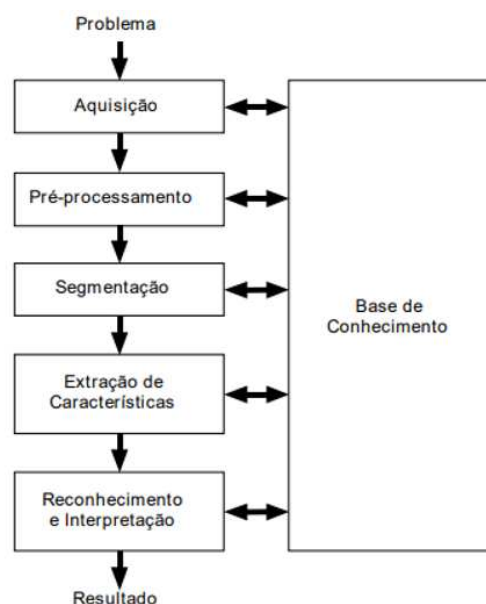 Problema
Aquisição
Pré-processamento
Segmentação
Extração de
Características
Reconhecimento
e Interpretação
Resultado
Base de
Conhecimento